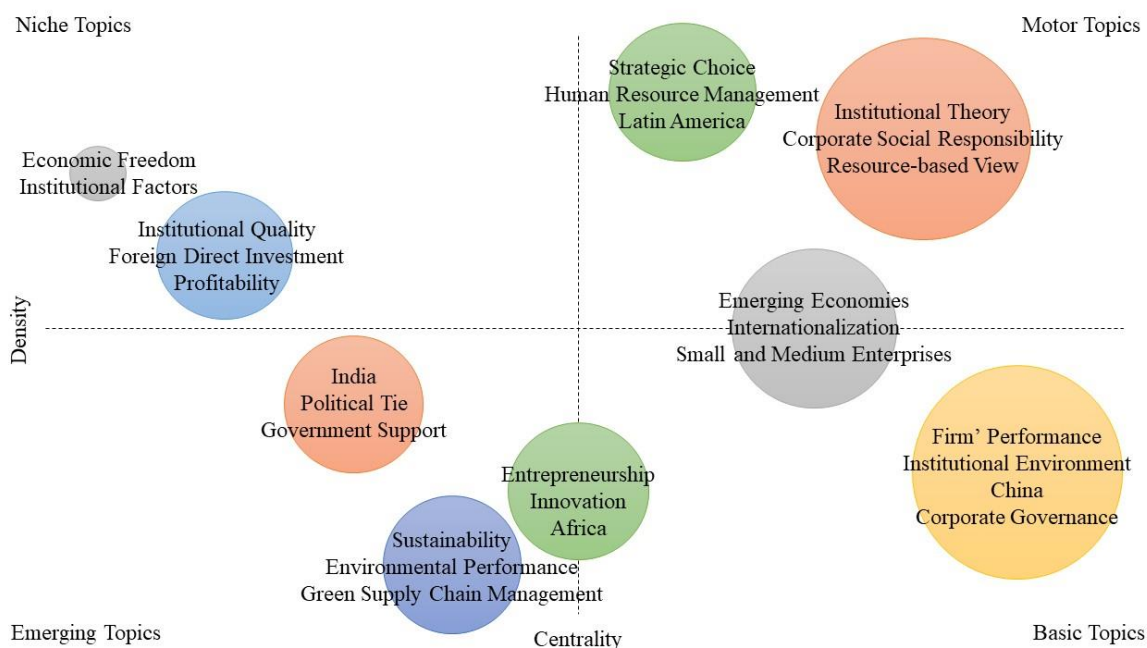 Niche Topics
Motor Topics
Strategic Choice
Human Resource Management
Latin America
Institutional Theory
Corporate Social Responsibility
Resource-based View
Economic Freedom
Institutional Factors
Institutional Quality
Foreign Direct Investment
Profitability
Emerging Economies
Internationalization
Small and Medium Enterprises
Density
India
Political Tie
Government Support
Firm' Performance
Institutional Environment
China
Corporate Governance
Entrepreneurship
Innovation
Africa
Sustainability
Environmental Performance
Green Supply Chain Management
Emerging Topics
Centrality
Basic Topics